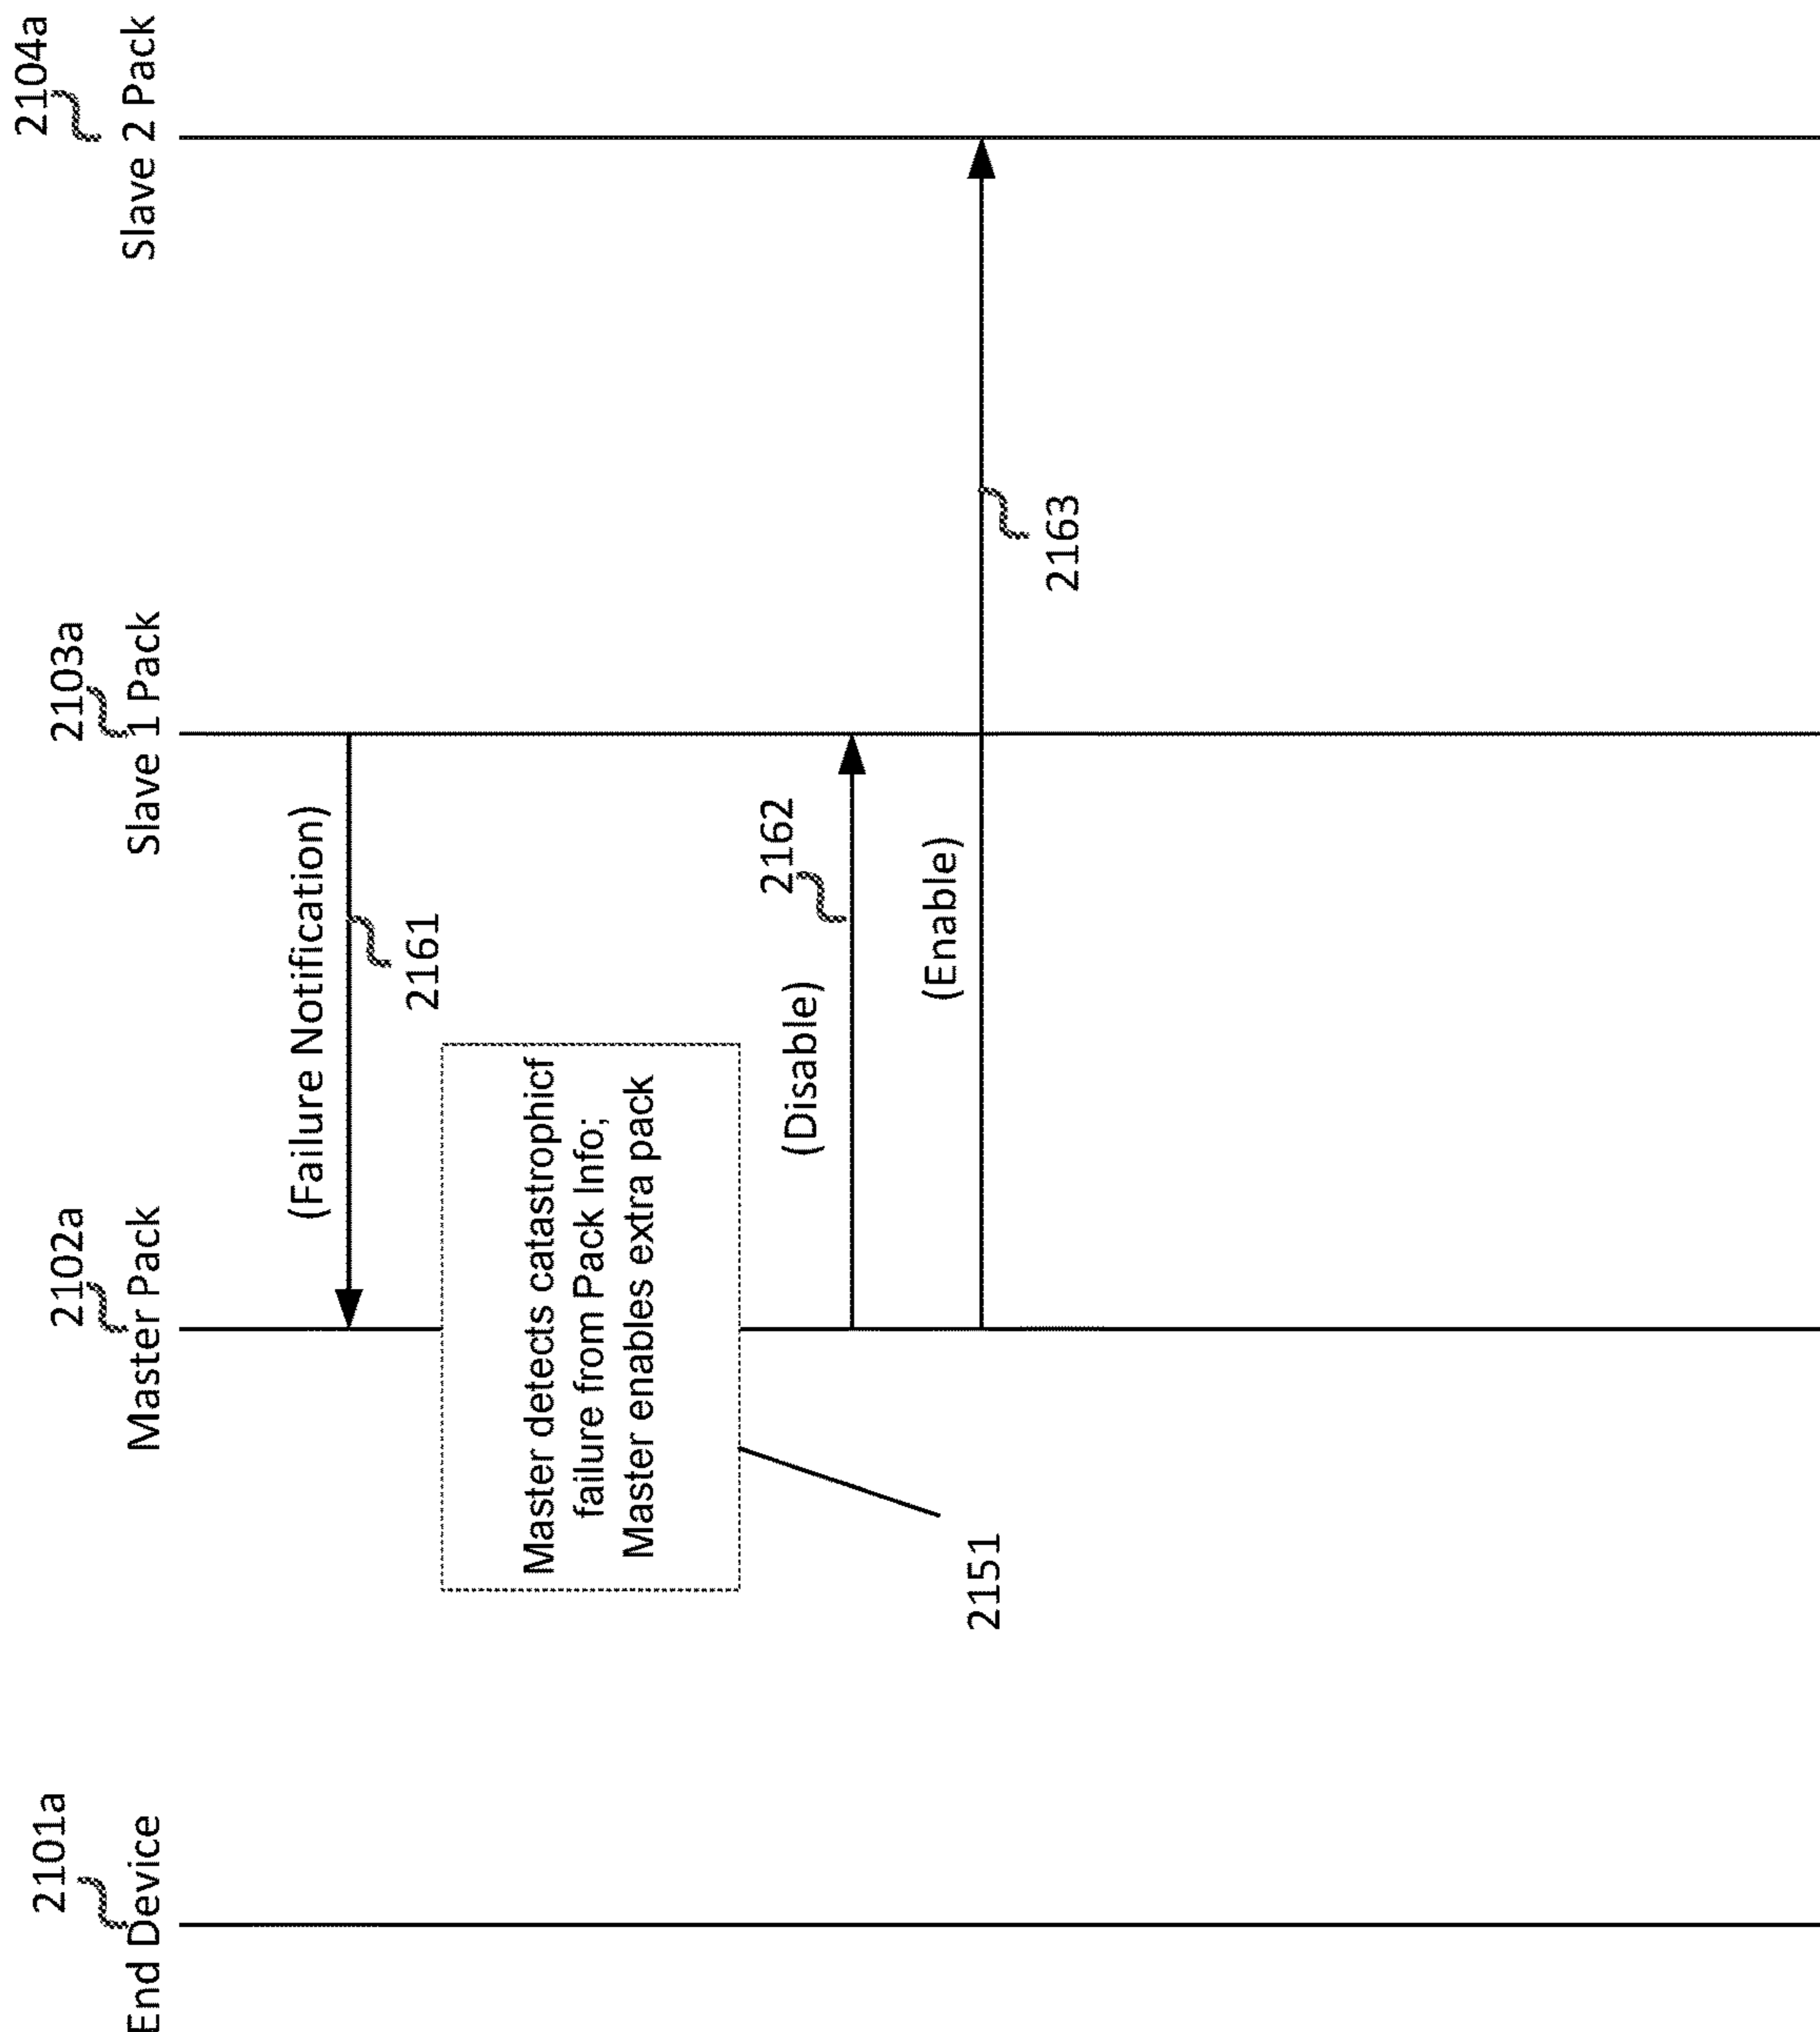 2101a
End Device
2102a
Master Pack
2103a
Slave 1 Pack
2104a
Slave 2 Pack
(Failure Notification)
2161
Master detects catastrophicf
failure from Pack Info;
Master enables extra pack
2151
(Disable)
2162
(Enable)
2163